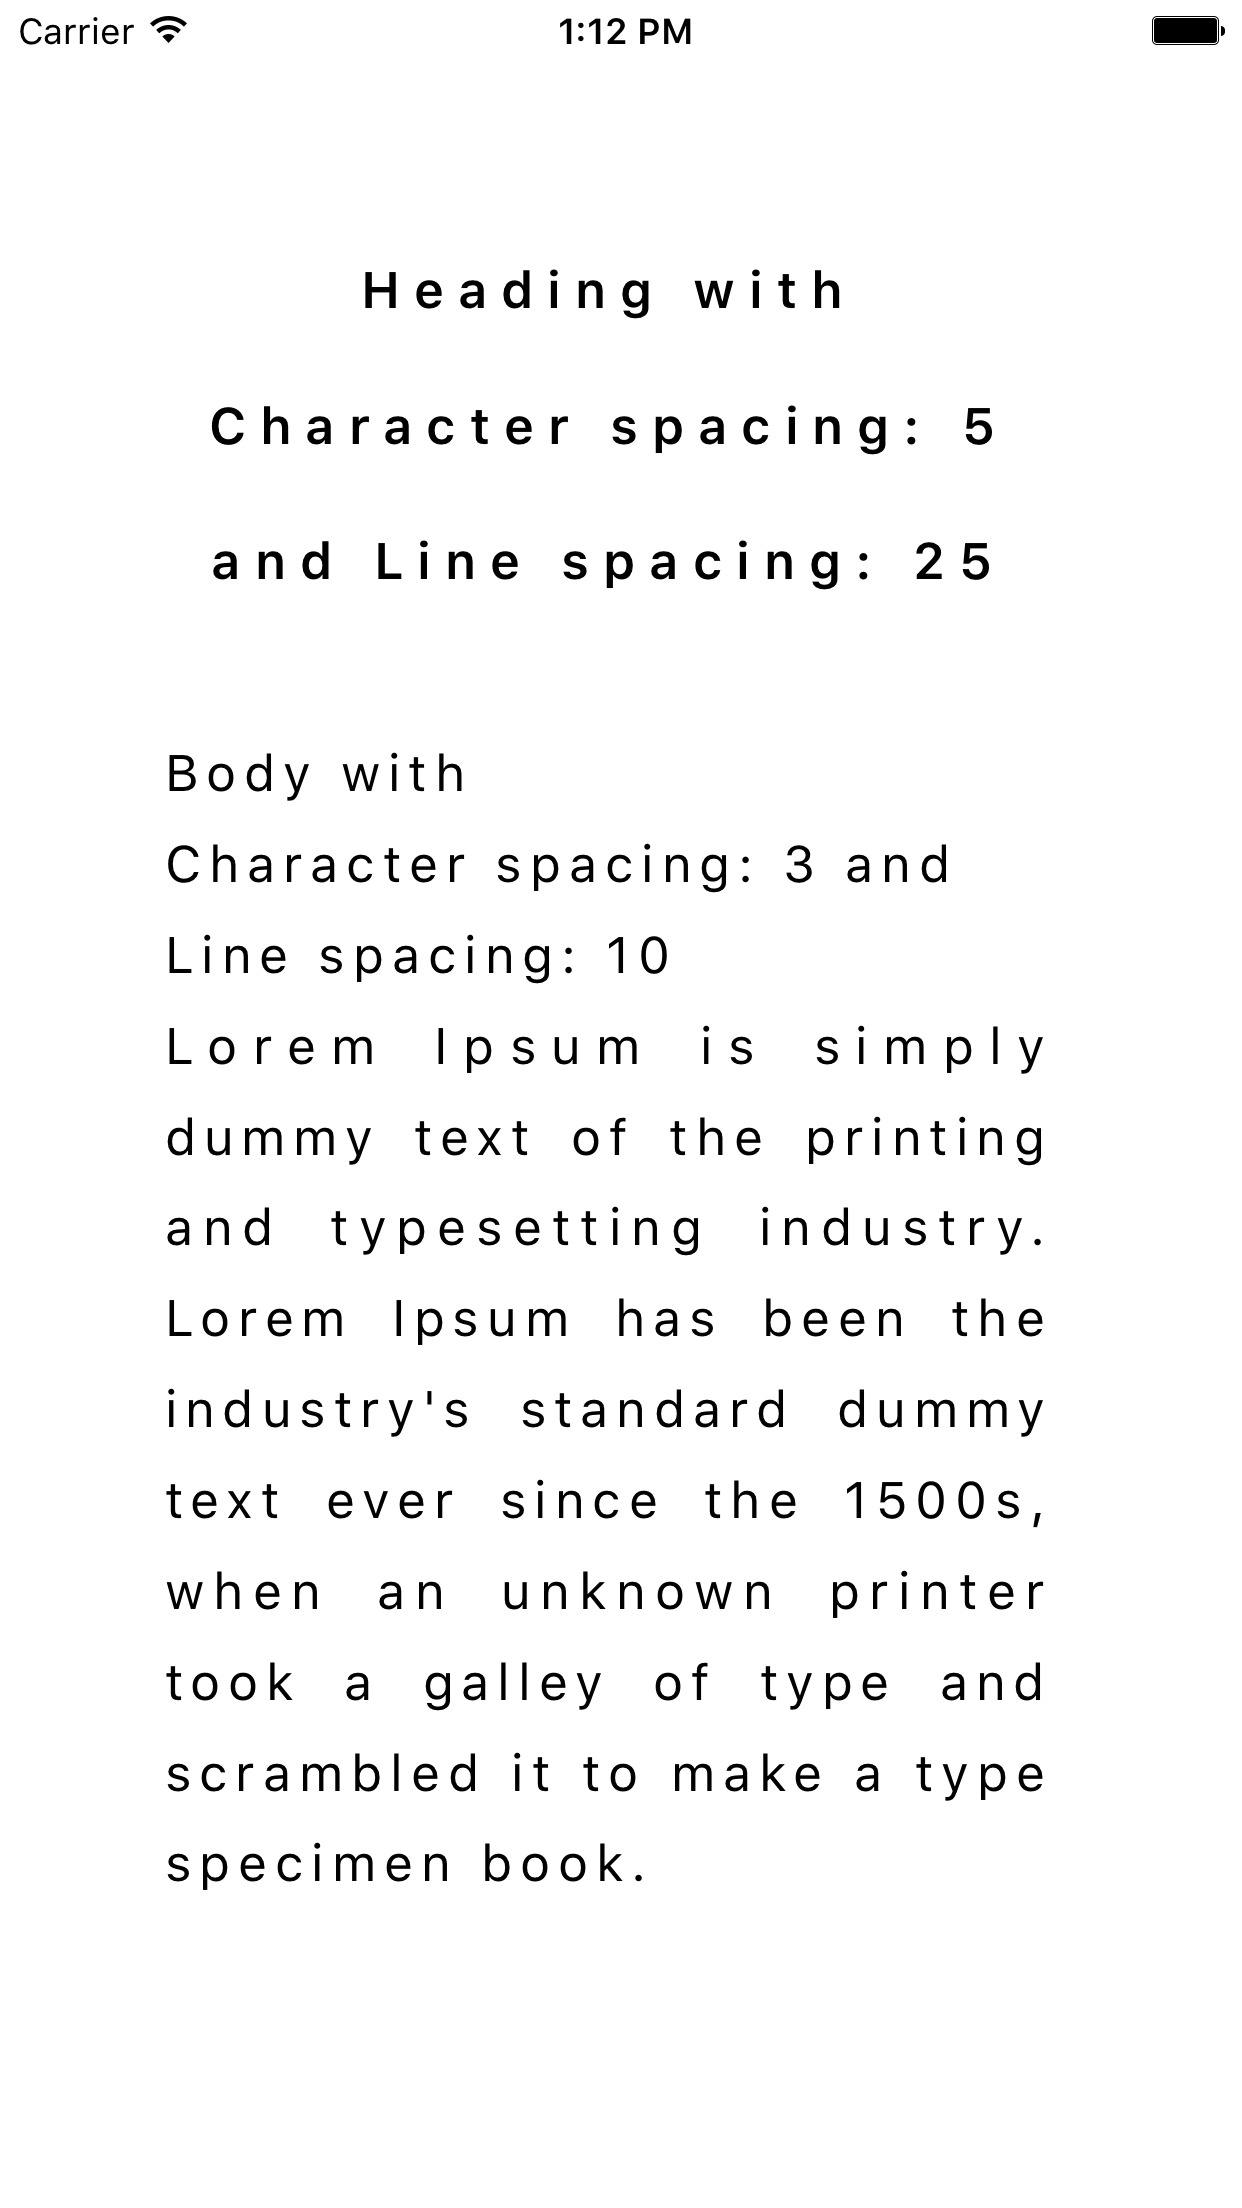 Carrier 1:12 PM
Heading with
Character spacing: 5
and Line spacing: 25
Body with
Character spacing: 3 and
Line spacing: 10
Lorem Ipsum is simply
dummy text of the printing
and typesetting industry.
Lorem Ipsum has been the
industry's standard dummy
text ever since the 1500s,
when an unknown printer
took a galley of type and
scrambled it to make a type
specimen book.